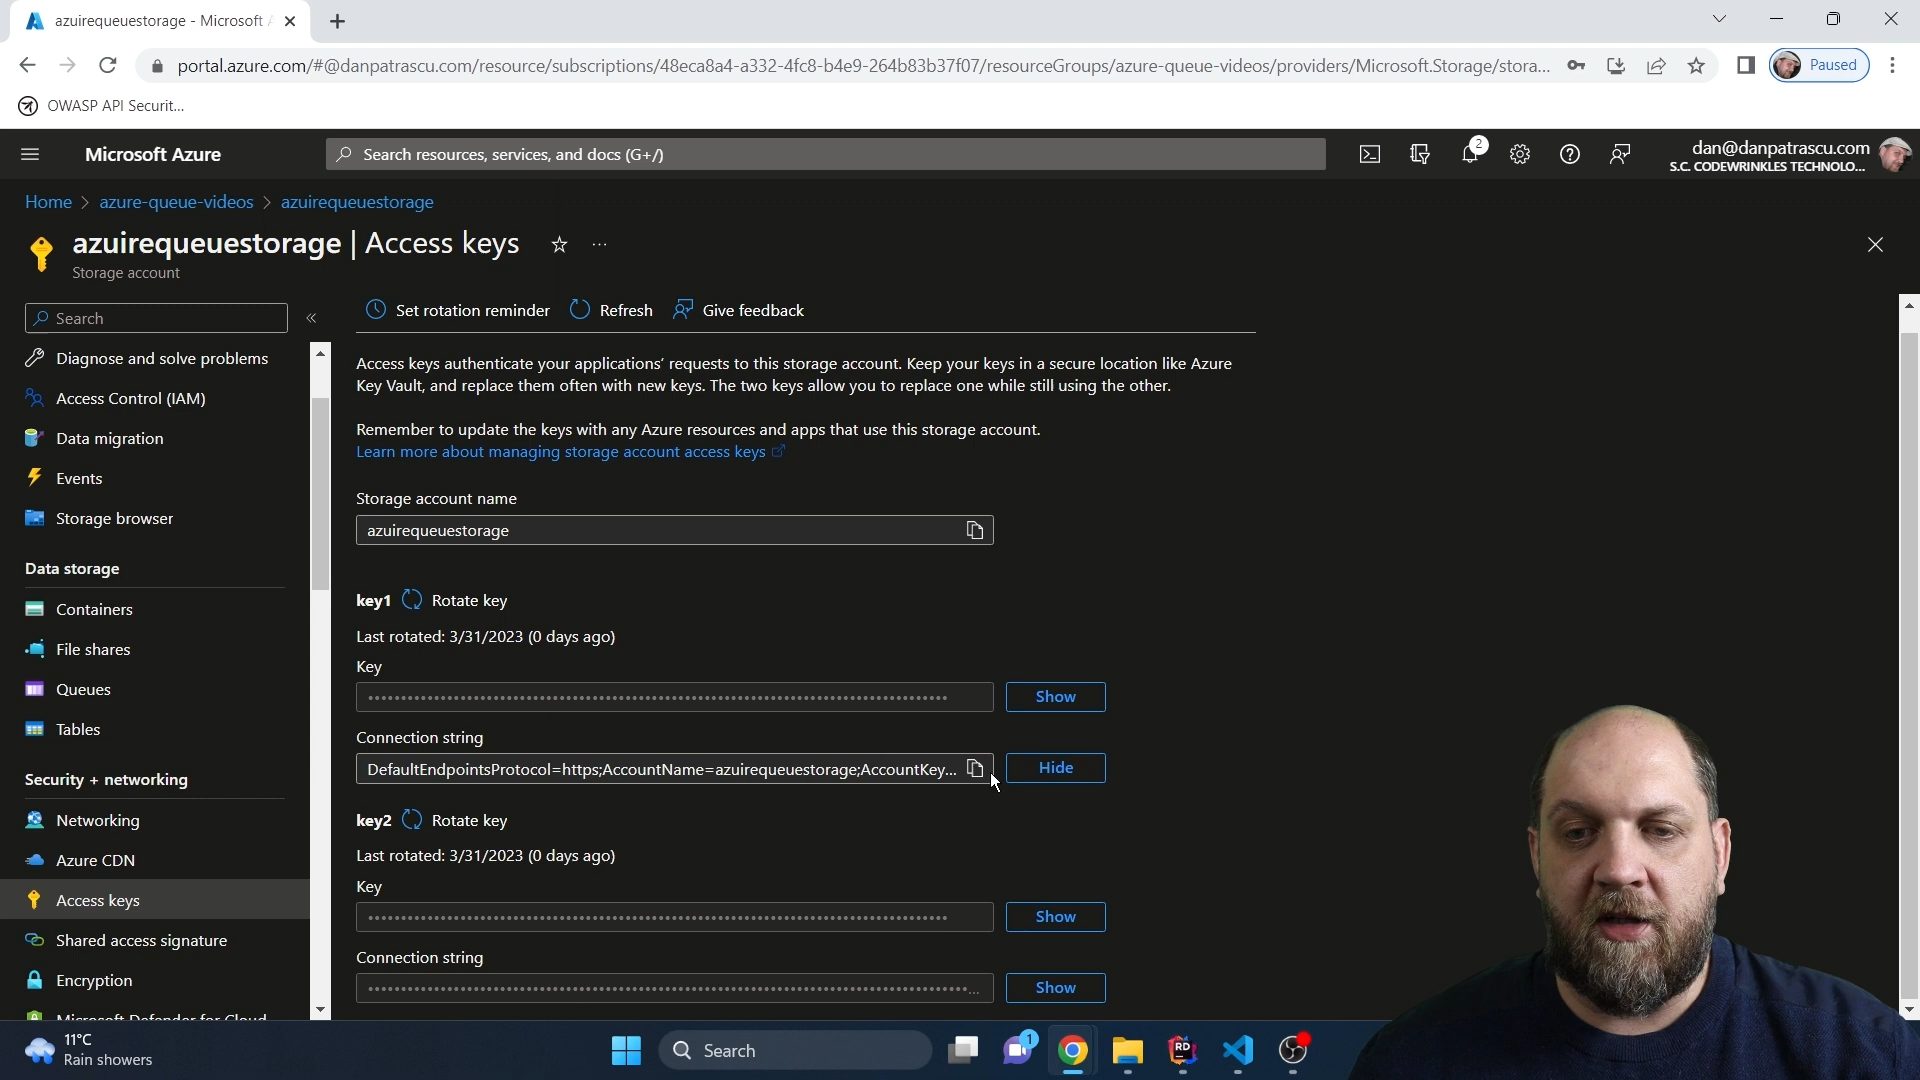 azuirequeuestorage - Microsoft A
portal.azure.com/#@danpatrascu.com/resource/subscriptions/48eca8a4-a332-4fc8-b4e9-264b83b37f07/resourceGroups/azure-queue-videos/providers/Microsoft.Storage/stora...
Paused
OWASP API Securit...
Microsoft Azure
Search resources, services, and docs (G+/)
2
dan@danpatrascu.com
S.C. CODEWRINKLES TECHNOLO...
Home > azure-queue-videos > azuirequeuestorage
azuirequeuestorage | Access keys
Storage account
Search
Diagnose and solve problems
Access Control (IAM)
Data migration
Events
Storage browser
Data storage
Containers
File shares
Queues
Tables
Security + networking
Networking
Azure CDN
Access keys
Shared access signature
Encryption
Microsoft Defender for Cloud
Set rotation reminder
Refresh
Give feedback
Access keys authenticate your applications' requests to this storage account. Keep your keys in a secure location like Azure
Key Vault, and replace them often with new keys. The two keys allow you to replace one while still using the other.
Remember to update the keys with any Azure resources and apps that use this storage account.
Learn more about managing storage account access keys
Storage account name
azuirequeuestorage
key1 Rotate key
Last rotated: 3/31/2023 (0 days ago)
Key
Show
Connection string
DefaultEndpointsProtocol=https;AccountName=azuirequeuestorage;AccountKey...
Hide
key2 Rotate key
Last rotated: 3/31/2023 (0 days ago)
Key
Show
Connection string
Show
11°C
Rain showers
Search
1
RD